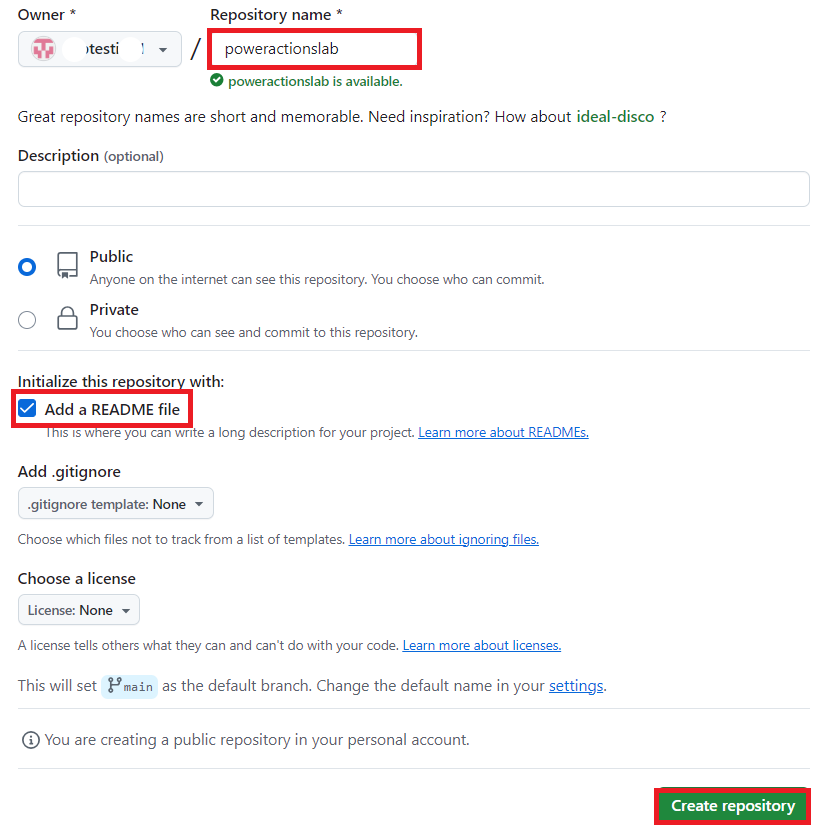 Owner *
Repository name *
/
poweractionslab
poweractionslab is available.
Great repository names are short and memorable. Need inspiration? How about ideal-disco ?
Description (optional)
Public
Anyone on the internet can see this repository. You choose who can commit.
Private
You choose who can see and commit to this repository.
Initialize this repository with:
Add a README file
This is where you can write a long description for your project. Learn more about READMEs.
Add .gitignore
.gitignore template: None
Choose which files not to track from a list of templates. Learn more about ignoring files.
Choose a license
License: None
A license tells others what they can and can't do with your code. Learn more about licenses.
This will set main as the default branch. Change the default name in your settings.
You are creating a public repository in your personal account.
Create repository